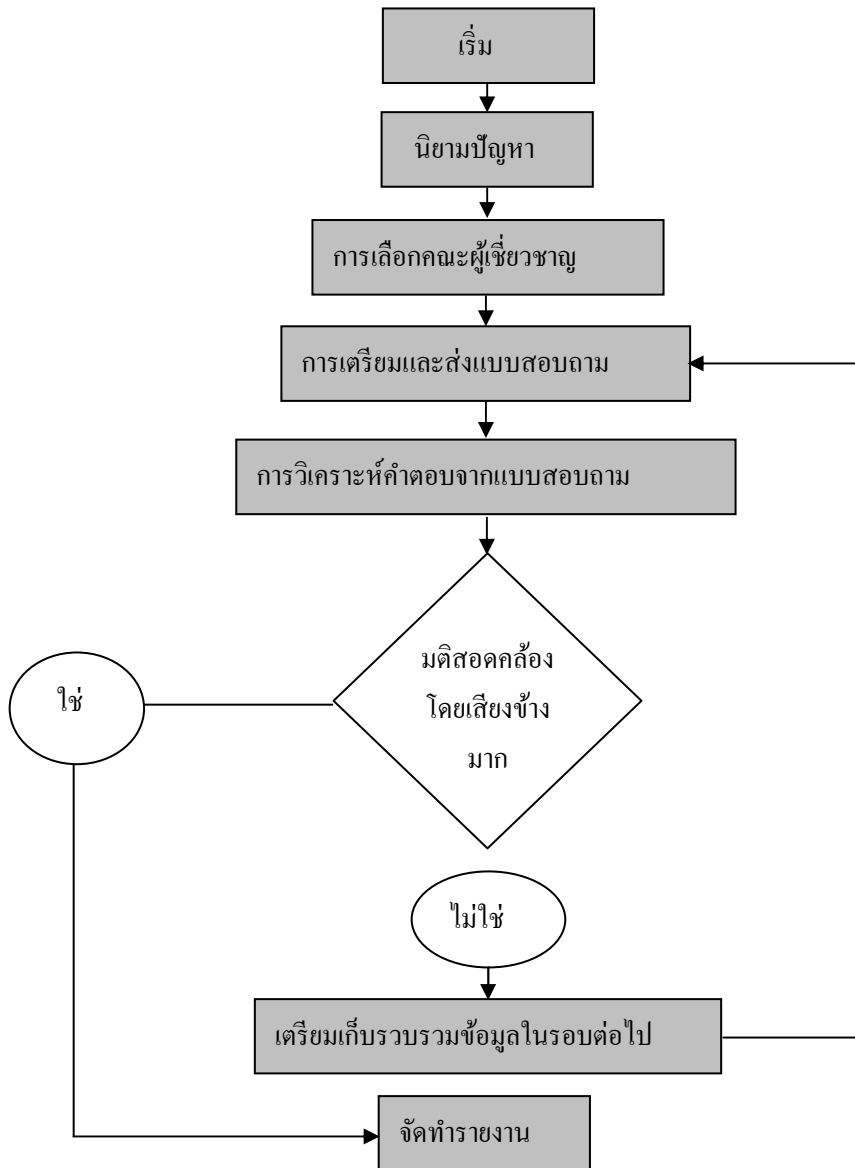 เริ่ม
นิยามปัญหา
การเลือกคณะผู้เชี่ยวชาญ
การเตรียมและส่งแบบสอบถาม
การวิเคราะห์คำตอบจากแบบสอบถาม
มติสอดคล้อง
โดยเสียงข้าง
มาก
ใช่
ไม่ใช่
เตรียมเก็บรวบรวมข้อมูลในรอบต่อไป
จัดทำรายงาน